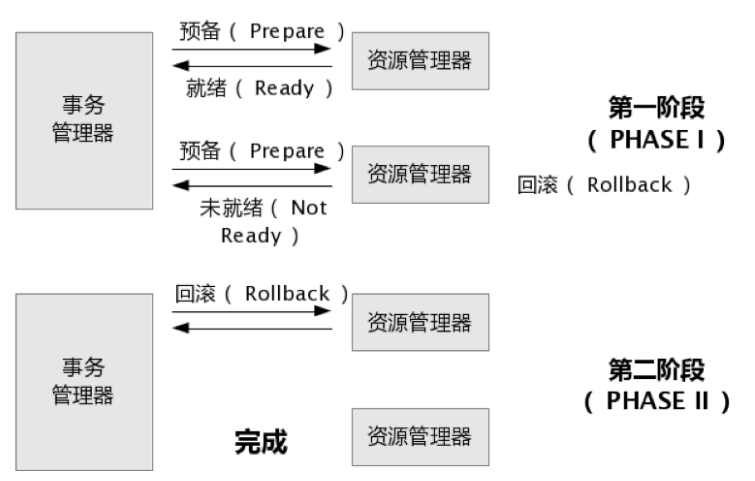 预备( Prepare )
资源管理器
就绪( Ready )
事务
管理器
第一阶段
( PHASE I )
预备( Prepare )
资源管理器
回滚( Rollback )
未就绪( Not
Ready )
回滚( Rollback )
资源管理器
事务
管理器
第二阶段
( PHASE II )
完成
资源管理器